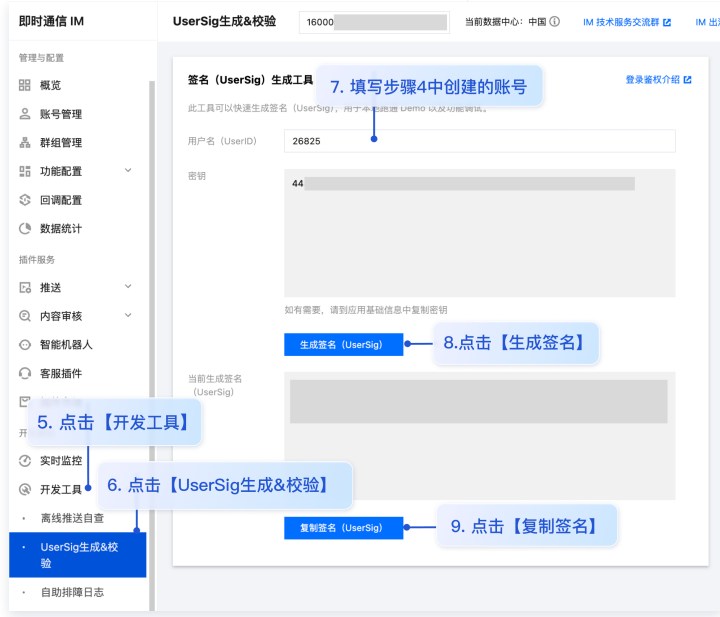 即时通信 IM
UserSig生成&校验
16000
当前数据中心：中国
IM 技术服务交流群
管理与配置
概览
账号管理
群组管理
功能配置
回调配置
数据统计
插件服务
推送
内容审核
智能机器人
客服插件
5. 点击【开发工具】
开
实时监控
开发工具
6. 点击【UserSig生成&校验】
离线推送自查
UserSig生成&校
验
自助排障日志
签名（UserSig）生成工具
7. 填写步骤4中创建的账号
登录鉴权介绍
此工具可以快速生成签名（UserSig），用于本地跑通 Demo 以及功能调试。
用户名（UserID）
26825
密钥
44
如有需要，请到应用基础信息中复制密钥
生成签名（UserSig）
8.点击【生成签名】
当前生成签名
（UserSig）
复制签名（UserSig）
9. 点击【复制签名】